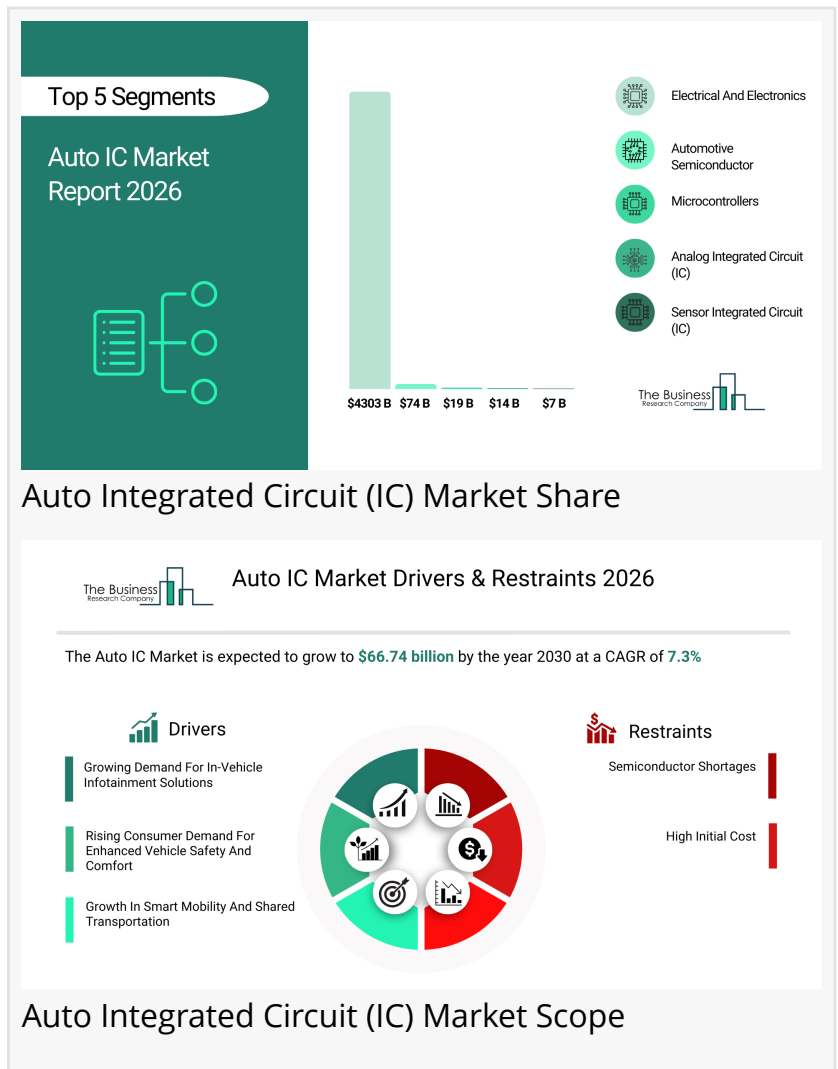 Top 5 Segments
Auto IC Market
Report 2026
$4303 B
$74 B
$19 B
$14 B
$7 B
Electrical And Electronics
Automotive
Semiconductor
Microcontrollers
Analog Integrated Circuit
(IC)
Sensor Integrated Circuit
(IC)
The Business
Research Company
Auto Integrated Circuit (IC) Market Share
The Business
Research Company
Auto IC Market Drivers & Restraints 2026
The Auto IC Market is expected to grow to $66.74 billion by the year 2030 at a CAGR of 7.3%
Drivers
Growing Demand For In-Vehicle
Infotainment Solutions
Rising Consumer Demand For
Enhanced Vehicle Safety And
Comfort
Growth In Smart Mobility And Shared
Transportation
$
$
Restraints
Semiconductor Shortages
High Initial Cost
Auto Integrated Circuit (IC) Market Scope